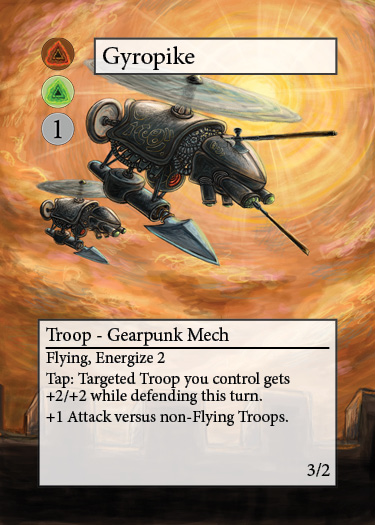 Gyropike
1
Troop - Gearpunk Mech
Flying, Energize 2
Tap: Targeted Troop you control gets
+2/+2 while defending this turn.
+1 Attack versus non-Flying Troops.
3/2